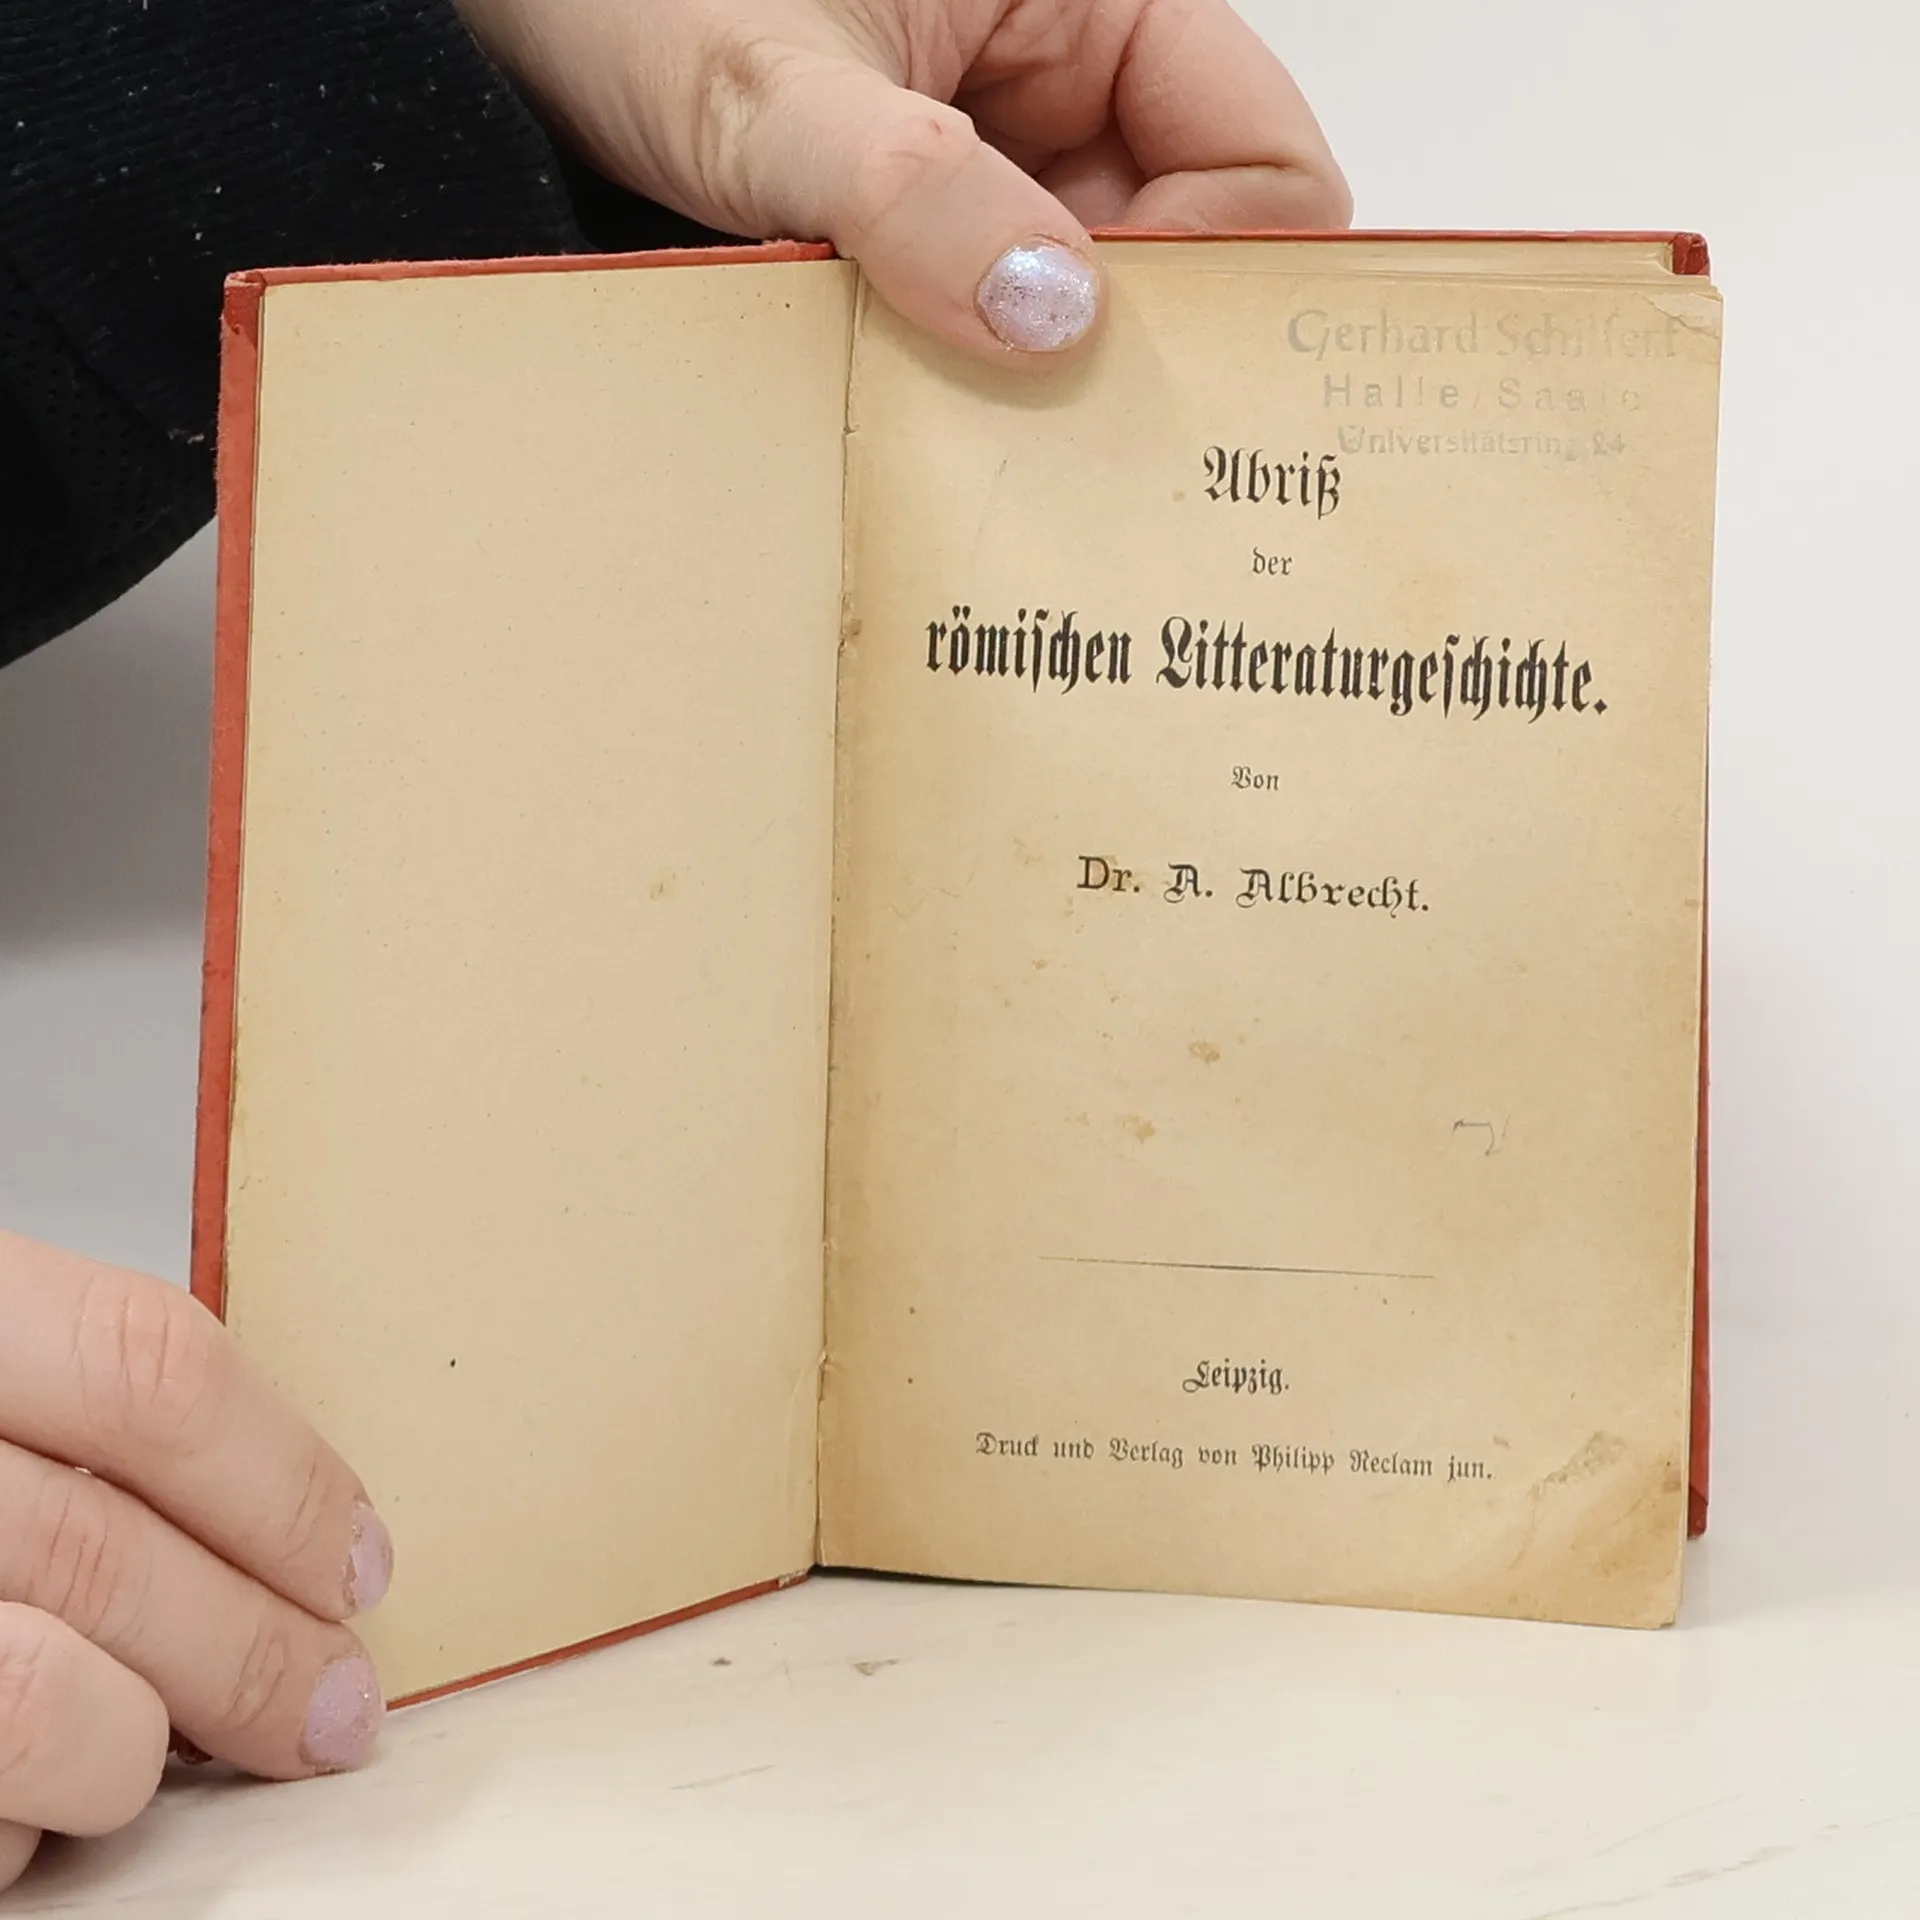 Gerhard Schilfert
Halle/Saale
Universitätsring 24
Abriß
der
römischen Litteraturgeschichte.
Von
Dr. A. Albrecht.
Leipzig.
Druck und Verlag von Philipp Reclam jun.